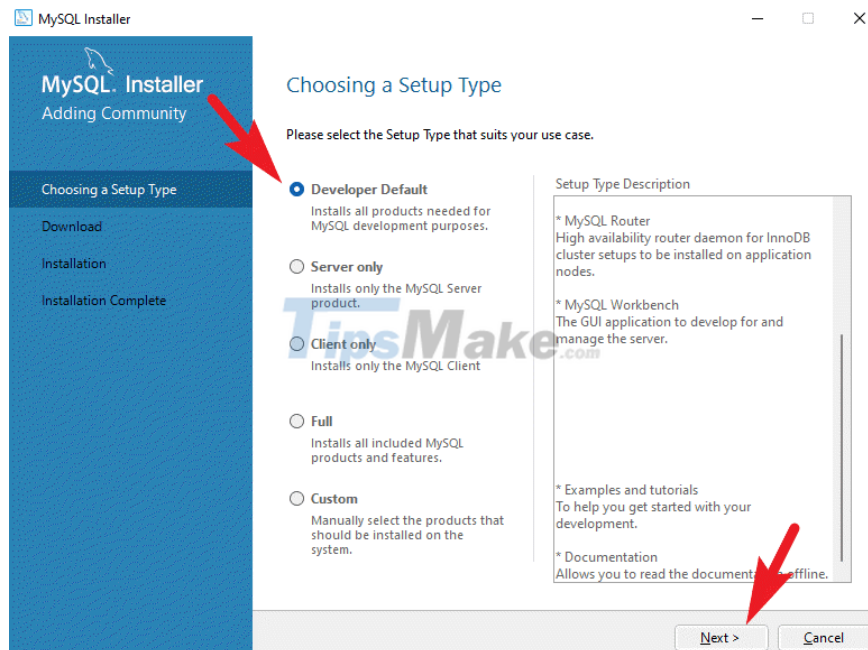 MySQL Installer
MySQL. Installer
Adding Community
Choosing a Setup Type
Download
Installation
Installation Complete
Choosing a Setup Type
Please select the Setup Type that suits your use case.
Developer Default
Installs all products needed for
MySQL development purposes.
Server only
Installs only the MySQL Server
product.
Client only
Installs only the MySQL Client
Full
Installs all included MySQL
products and features.
Custom
Manually select the products that
should be installed on the
system.
Setup Type Description
* MySQL Router
High availability router daemon for InnoDB
cluster setups to be installed on application
nodes.
* MySQL Workbench
The GUI application to develop for and
manage the server.
* Examples and tutorials
To help you get started with your
development.
* Documentation
Allows you to read the documentation offline.
TipsMake.com
Next >
Cancel